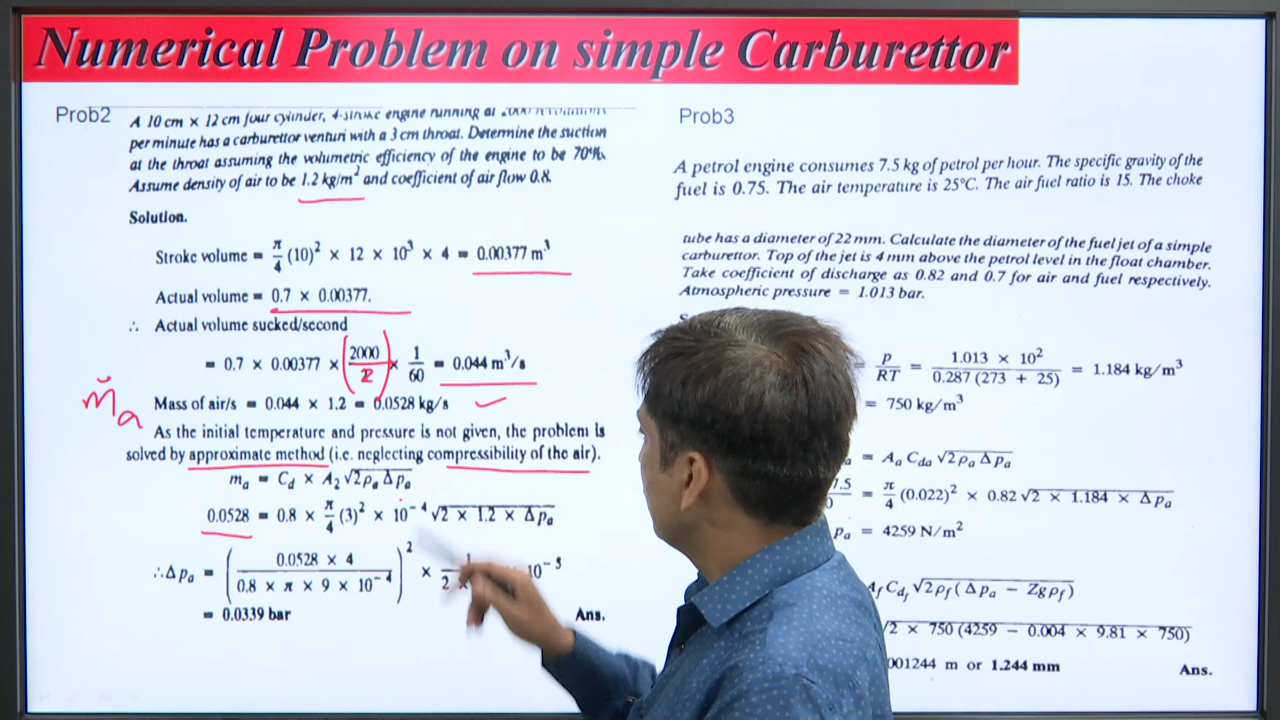 Numerical Problem on simple Carburettor
Prob2
A 10 cm × 12 cm four cylinder, 4-stroke engine running at 2000 revolutions
per minute has a carburettor venturi with a 3 cm throat. Determine the suction
at the throat assuming the volumetric efficiency of the engine to be 70%.
Assume density of air to be 1.2 kg/m² and coefficient of air flow 0.8.
Solution.
Stroke volume = π/4 (10)² × 12 × 10³ × 4 = 0.00377 m³
Actual volume = 0.7 × 0.00377.
∴ Actual volume sucked/second
= 0.7 × 0.00377 × (2000/2) × 1/60 = 0.044 m³/s
ṁa
Mass of air/s = 0.044 × 1.2 = 0.0528 kg/s
As the initial temperature and pressure is not given, the problem is
solved by approximate method (i.e. neglecting compressibility of the air).
ṁa = Cd × A₂ √2ρa Δpa
0.0528 = 0.8 × π/4 (3)² × 10⁻⁴ √2 × 1.2 × Δpa
∴ Δpa = (0.0528 × 4 / 0.8 × π × 9 × 10⁻⁴)² × 1/2 × 10⁻⁵
= 0.0339 bar Ans.
Prob3
A petrol engine consumes 7.5 kg of petrol per hour. The specific gravity of the
fuel is 0.75. The air temperature is 25°C. The air fuel ratio is 15. The choke
tube has a diameter of 22 mm. Calculate the diameter of the fuel jet of a simple
carburettor. Top of the jet is 4 mm above the petrol level in the float chamber.
Take coefficient of discharge as 0.82 and 0.7 for air and fuel respectively.
Atmospheric pressure = 1.013 bar.
= p/RT = 1.013 × 10² / 0.287 (273 + 25) = 1.184 kg/m³
= 750 kg/m³
= Aa Cda √2ρa Δpa
= π/4 (0.022)² × 0.82 √2 × 1.184 × Δpa
pa = 4259 N/m²
Af Cdf √2ρf (Δpa − Zgρf)
√2 × 750 (4259 − 0.004 × 9.81 × 750)
001244 m or 1.244 mm Ans.